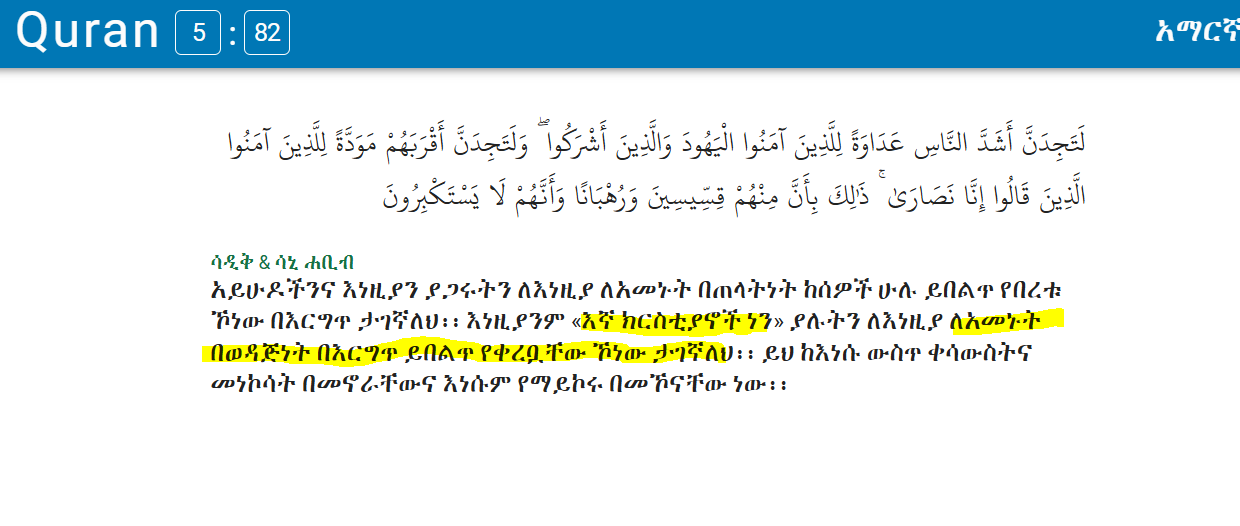 Quran 5 : 82 አማርኛ
لَتَجِدَنَّ أَشَدَّ النَّاسِ عَدَاوَةً لِلَّذِينَ آمَنُوا الْيَهُودَ وَالَّذِينَ أَشْرَكُوا ۖ وَلَتَجِدَنَّ أَقْرَبَهُمْ مَوَدَّةً لِلَّذِينَ آمَنُوا
الَّذِينَ قَالُوا إِنَّا نَصَارَىٰ ۚ ذَٰلِكَ بِأَنَّ مِنْهُمْ قِسِّيسِينَ وَرُهْبَانًا وَأَنَّهُمْ لَا يَسْتَكْبِرُونَ
ሳዲቅ & ሳኒ ሐቢብ
አይሁዶችንና እነዚያን ያጋሩትን ለእነዚያ ለአመኑት በጠላትነት ከሰዎች ሁሉ ይበልጥ የበረቱ
ኾነው በእርግጥ ታገኛለህ፡፡ እነዚያንም «እኛ ክርስቲያኖች ነን» ያሉትን ለእነዚያ ለአመኑት
በወዳጅነት በእርግጥ ይበልጥ የቀረቧቸው ኾነው ታገኛለህ፡፡ ይህ ከእነሱ ውስጥ ቀሳውስትና
መነኮሳት በመኖራቸውና እነሱም የማይኮሩ በመኾናቸው ነው፡፡